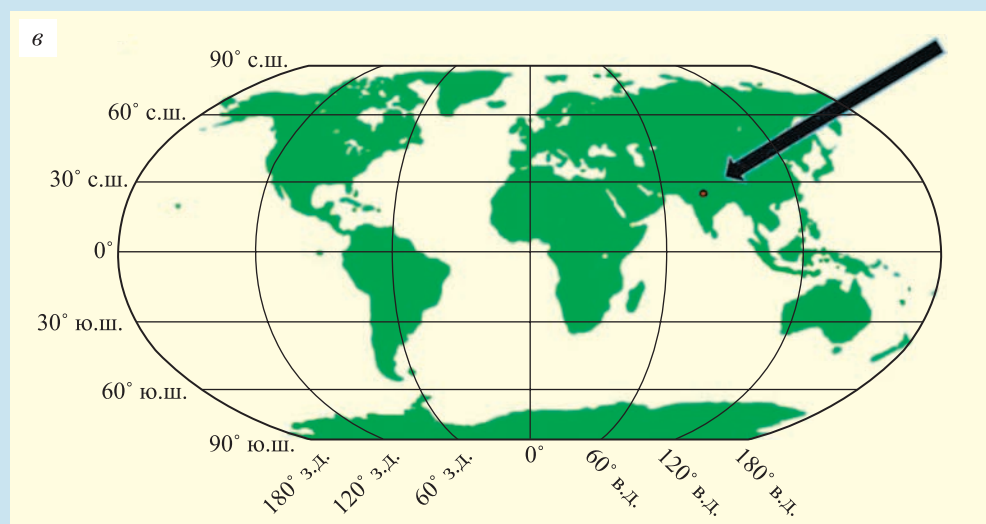 в
90˚ с.ш.
60˚ с.ш.
30˚ с.ш.
0˚
30˚ ю.ш.
60˚ ю.ш.
90˚ ю.ш.
180˚ з.д.
120˚ з.д.
60˚ з.д.
0˚
60˚ в.д.
120˚ в.д.
180˚ в.д.